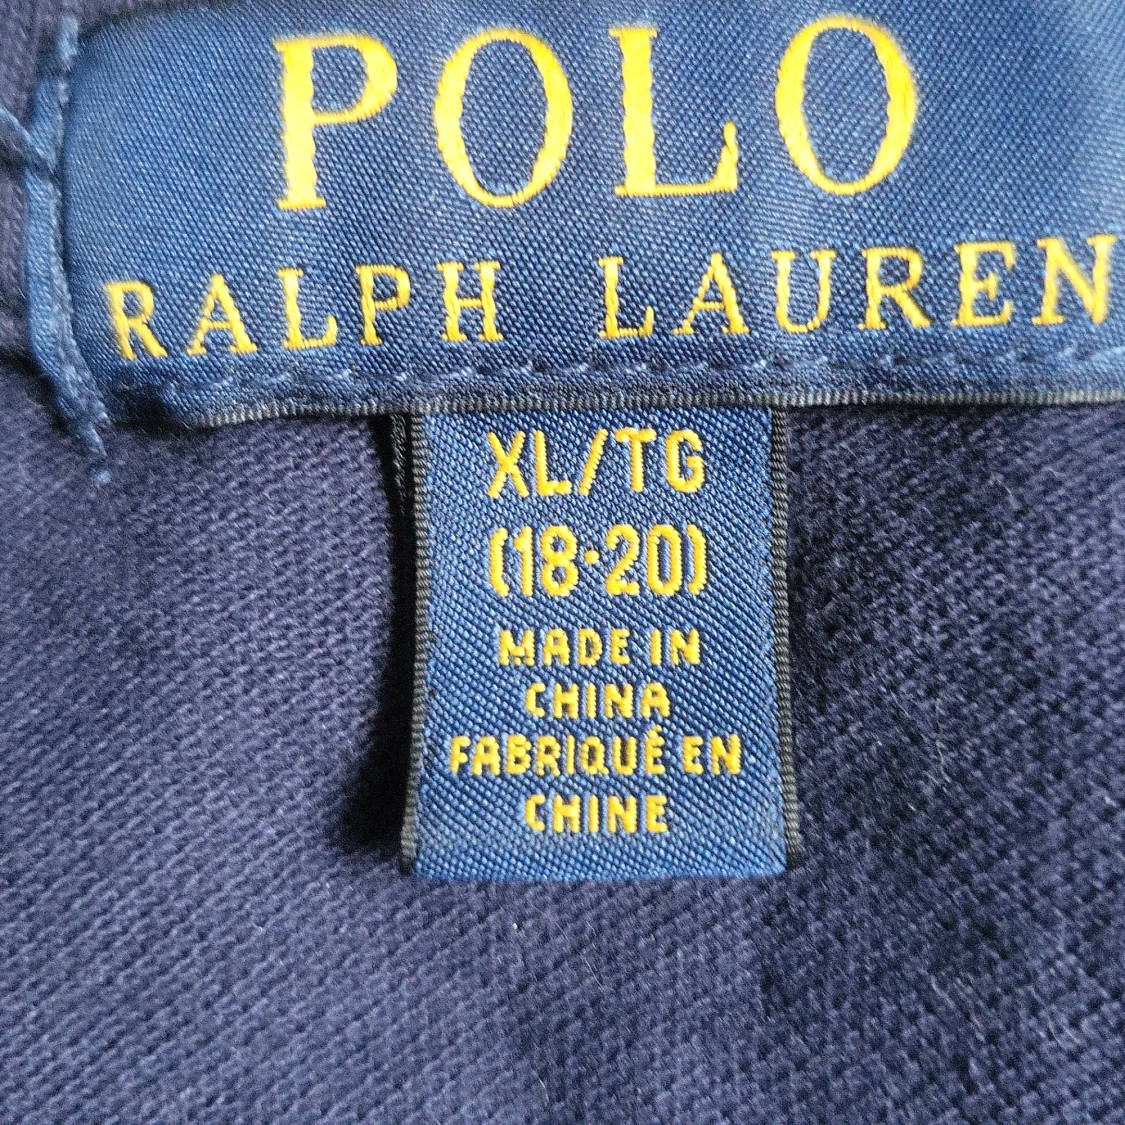 POLO
RALPH LAUREN
XL/TG
(18·20)
MADE IN
CHINA
FABRIQUÉ EN
CHINE